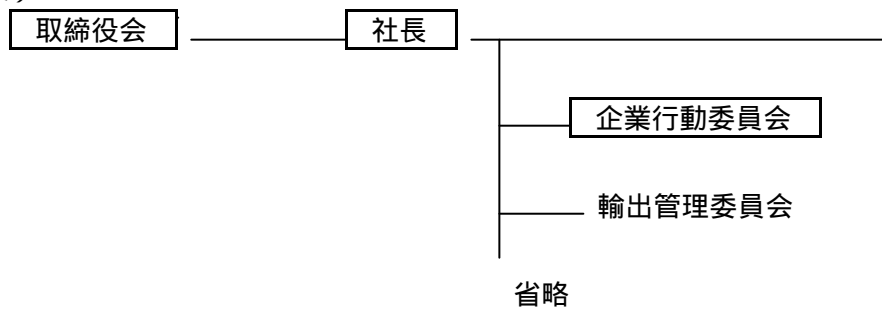 取締役会 社長
企業行動委員会
輸出管理委員会
省略